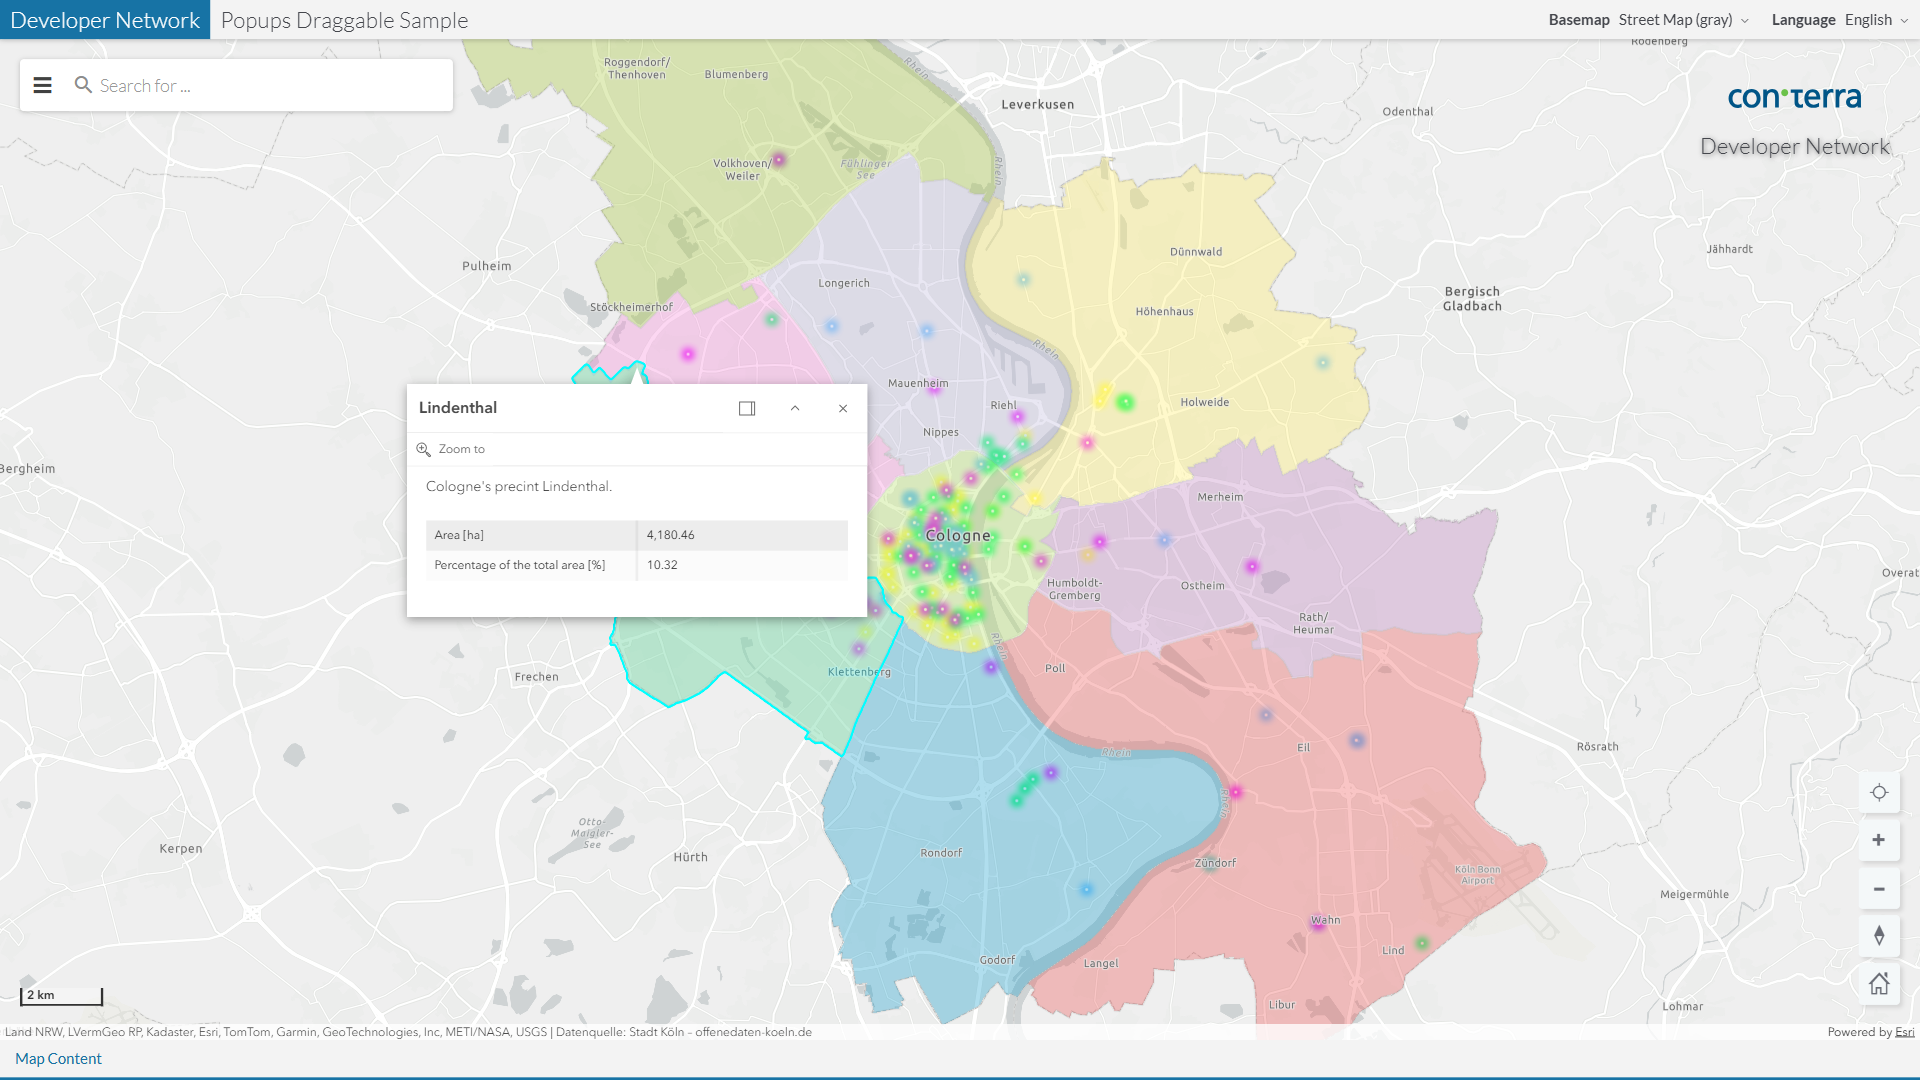 Developer Network
Popups Draggable Sample
Basemap Street Map (gray)
Language English
Search for ...
con terra
Developer Network
Rodenberg
Roggendorf/
Thenhoven
Blumenberg
Rhein
Leverkusen
Odenthal
Volkhoven/
Weiler
Fühlinger
See
Rhein
Dünnwald
Jähhardt
Pulheim
Longerich
Bergisch
Gladbach
Stöckheimerhof
Höhenhaus
Rhein
Mauenheim
Riehl
Holweide
Nippes
Lindenthal
Zoom to
Cologne's precint Lindenthal.
Area [ha] 4,180.46
Percentage of the total area [%] 10.32
Bergheim
Merheim
Cologne
Humboldt-
Gremberg
Ostheim
Overat
Rath/
Heumar
Rhein
Poll
Klettenberg
Frechen
Eil
Rhein
Rösrath
Rhein
Otto-
Maigler-
See
Kerpen
Hürth
Rondorf
Zündorf
Köln Bonn
Airport
Meigermühle
Wahn
Lind
Godorf
Langel
Libur
Lohmar
2 km
Land NRW, LVermGeo RP, Kadaster, Esri, TomTom, Garmin, GeoTechnologies, Inc, METI/NASA, USGS | Datenquelle: Stadt Köln - offenedaten-koeln.de
Powered by Esri
Map Content